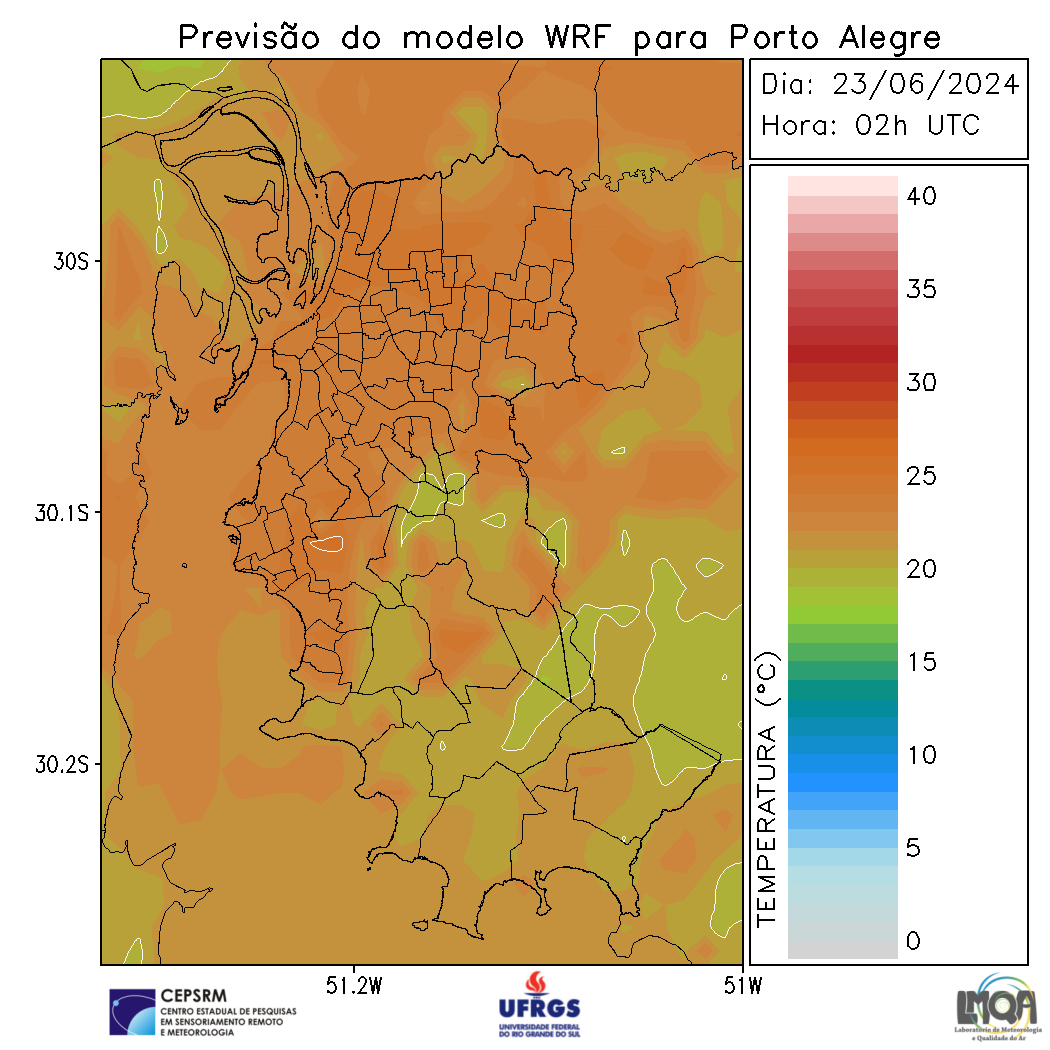 Previsão do modelo WRF para Porto Alegre
Dia: 23/06/2024
Hora: 02h UTC
40
35
30
25
20
15
10
5
0
TEMPERATURA (°C)
30S
30.1S
30.2S
51.2W
51W
CEPSRM
CENTRO ESTADUAL DE PESQUISAS
EM SENSORIAMENTO REMOTO
E METEOROLOGIA
UFRGS
UNIVERSIDADE FEDERAL
DO RIO GRANDE DO SUL
LMQA
Laboratório de Meteorologia
e Qualidade do Ar